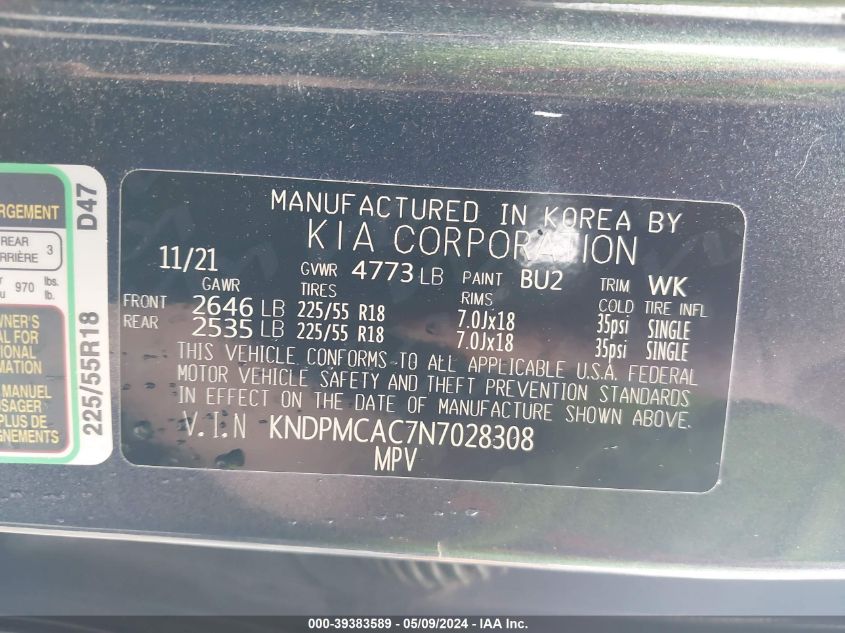 RGEMENT
REAR 3
RRIÈRE
970 lbs.
lb.
WNER'S
AL FOR
IONAL
MATION
MANUEL
SAGER
PLUS DE
GNEMENTS
225/55R18 D47
MANUFACTURED IN KOREA BY
KIA CORPORATION
11/21 GVWR 4773 LB PAINT BU2 TRIM WK
GAWR TIRES RIMS COLD TIRE INFL
FRONT 2646 LB 225/55 R18 7.0Jx18 35psi SINGLE
REAR 2535 LB 225/55 R18 7.0Jx18 35psi SINGLE
THIS VEHICLE CONFORMS TO ALL APPLICABLE U.S.A. FEDERAL
MOTOR VEHICLE SAFETY AND THEFT PREVENTION STANDARDS
IN EFFECT ON THE DATE OF MANUFACTURE SHOWN ABOVE.
V.I.N KNDPMCAC7N7028308
MPV
000-39383589 - 05/09/2024 - IAA Inc.